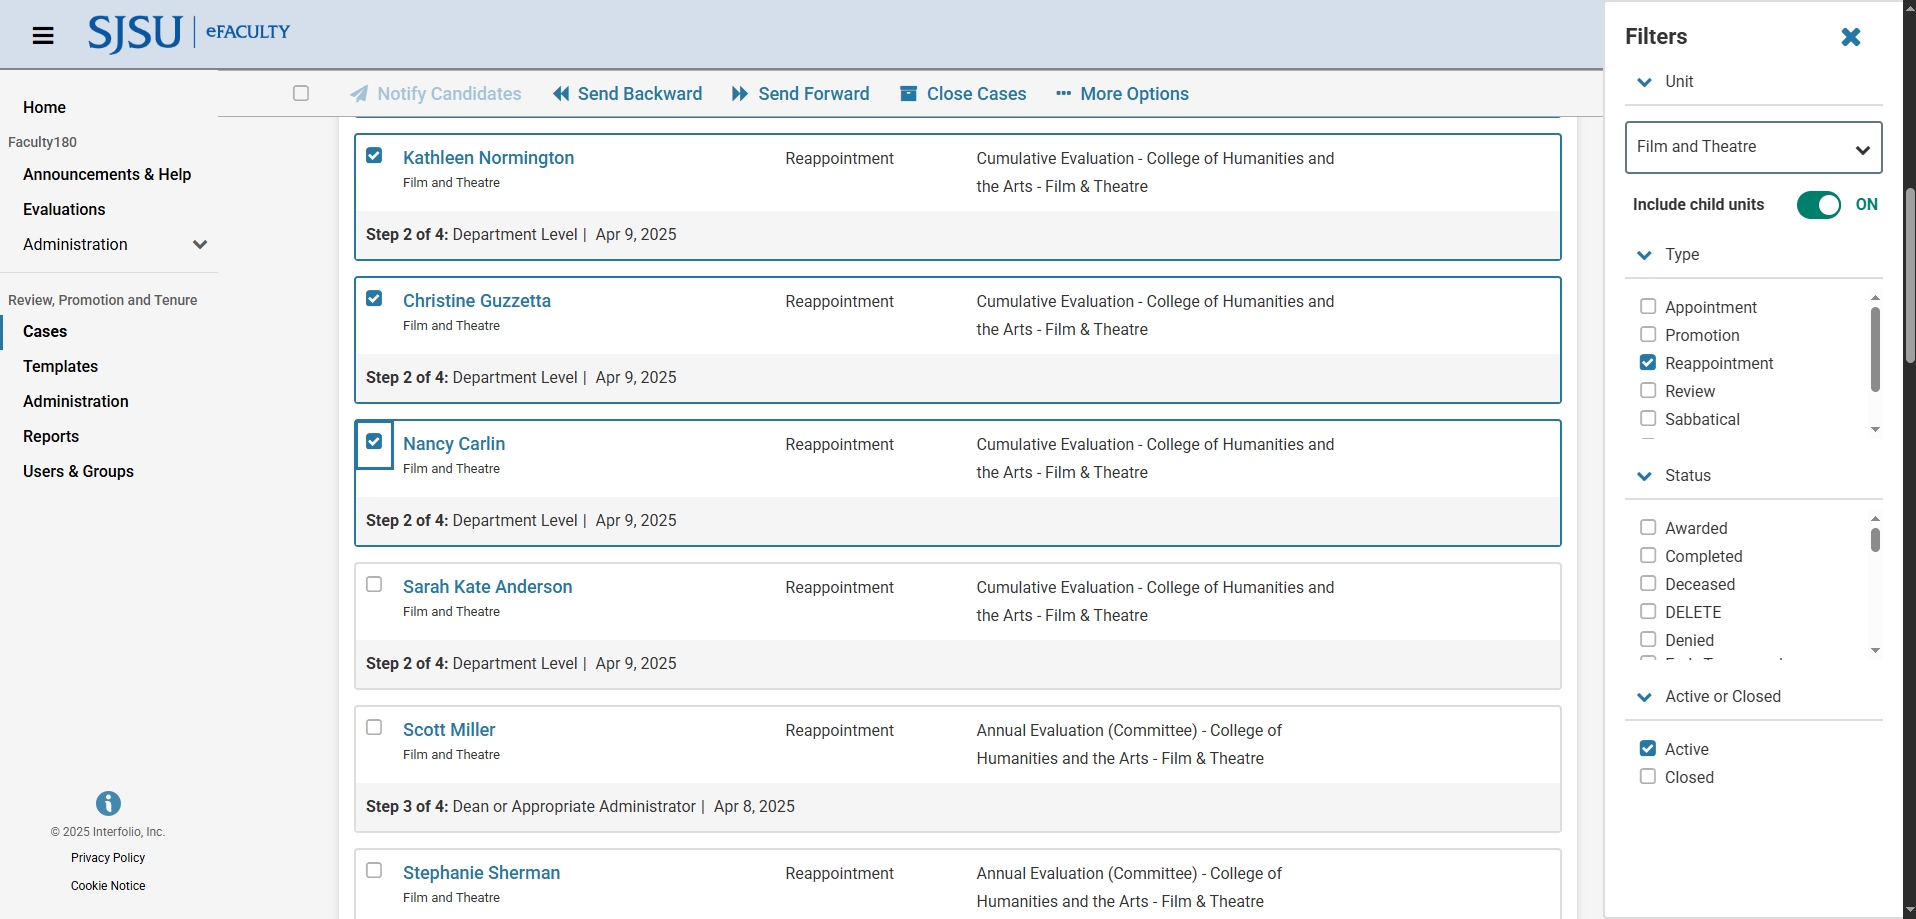 SJSU | eFACULTY
Home
Faculty180
Announcements & Help
Evaluations
Administration
Review, Promotion and Tenure
Cases
Templates
Administration
Reports
Users & Groups
© 2025 Interfolio, Inc.
Privacy Policy
Cookie Notice
Notify Candidates Send Backward Send Forward Close Cases More Options
Kathleen Normington Reappointment Cumulative Evaluation - College of Humanities and
Film and Theatre the Arts - Film & Theatre
Step 2 of 4: Department Level | Apr 9, 2025
Christine Guzzetta Reappointment Cumulative Evaluation - College of Humanities and
Film and Theatre the Arts - Film & Theatre
Step 2 of 4: Department Level | Apr 9, 2025
Nancy Carlin Reappointment Cumulative Evaluation - College of Humanities and
Film and Theatre the Arts - Film & Theatre
Step 2 of 4: Department Level | Apr 9, 2025
Sarah Kate Anderson Reappointment Cumulative Evaluation - College of Humanities and
Film and Theatre the Arts - Film & Theatre
Step 2 of 4: Department Level | Apr 9, 2025
Scott Miller Reappointment Annual Evaluation (Committee) - College of
Film and Theatre Humanities and the Arts - Film & Theatre
Step 3 of 4: Dean or Appropriate Administrator | Apr 8, 2025
Stephanie Sherman Reappointment Annual Evaluation (Committee) - College of
Film and Theatre Humanities and the Arts - Film & Theatre
Filters
Unit
Film and Theatre
Include child units ON
Type
Appointment
Promotion
Reappointment
Review
Sabbatical
Status
Awarded
Completed
Deceased
DELETE
Denied
Active or Closed
Active
Closed